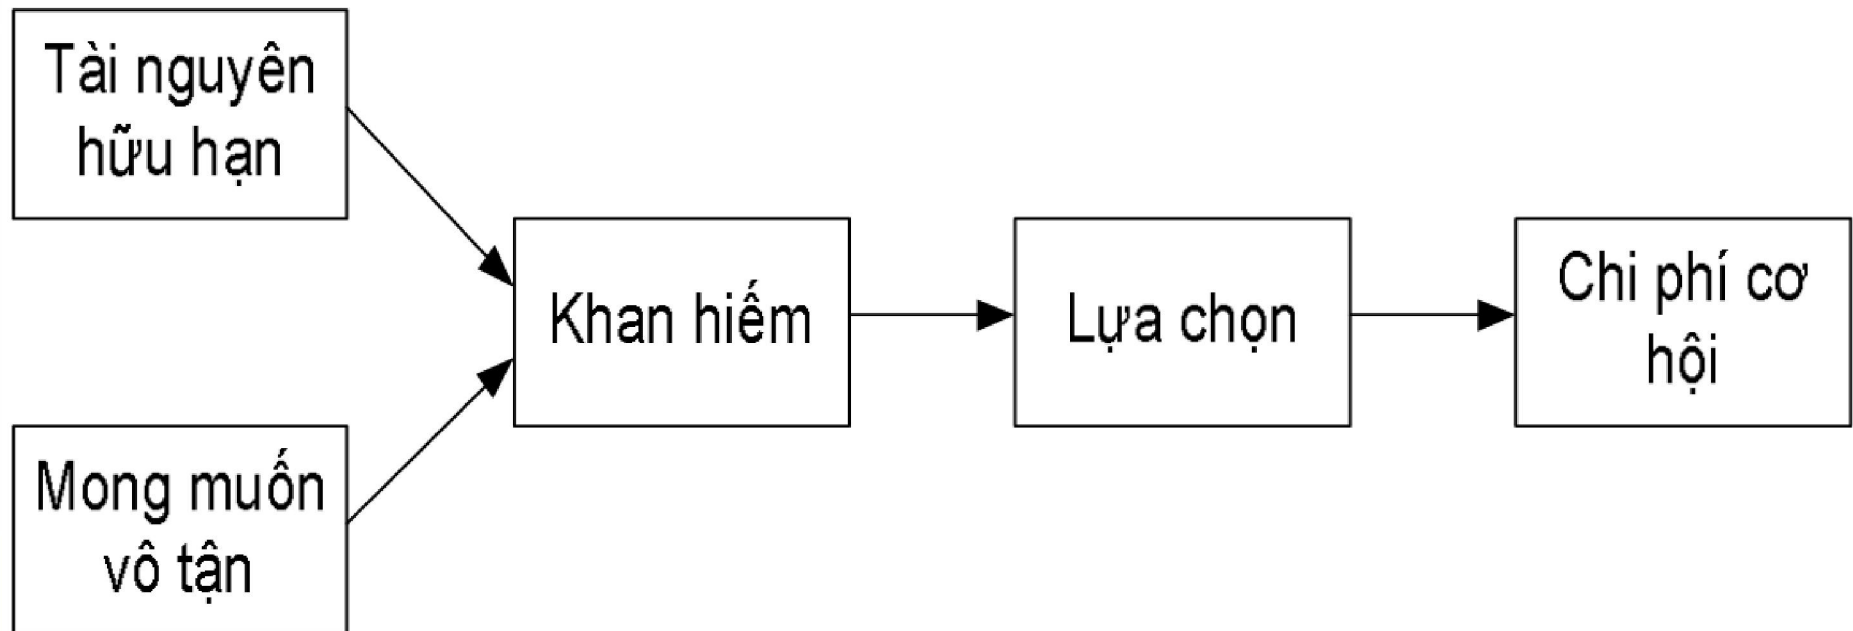 Tài nguyên
hữu hạn
Mong muốn
vô tận
Khan hiếm
Lựa chọn
Chi phí cơ
hội